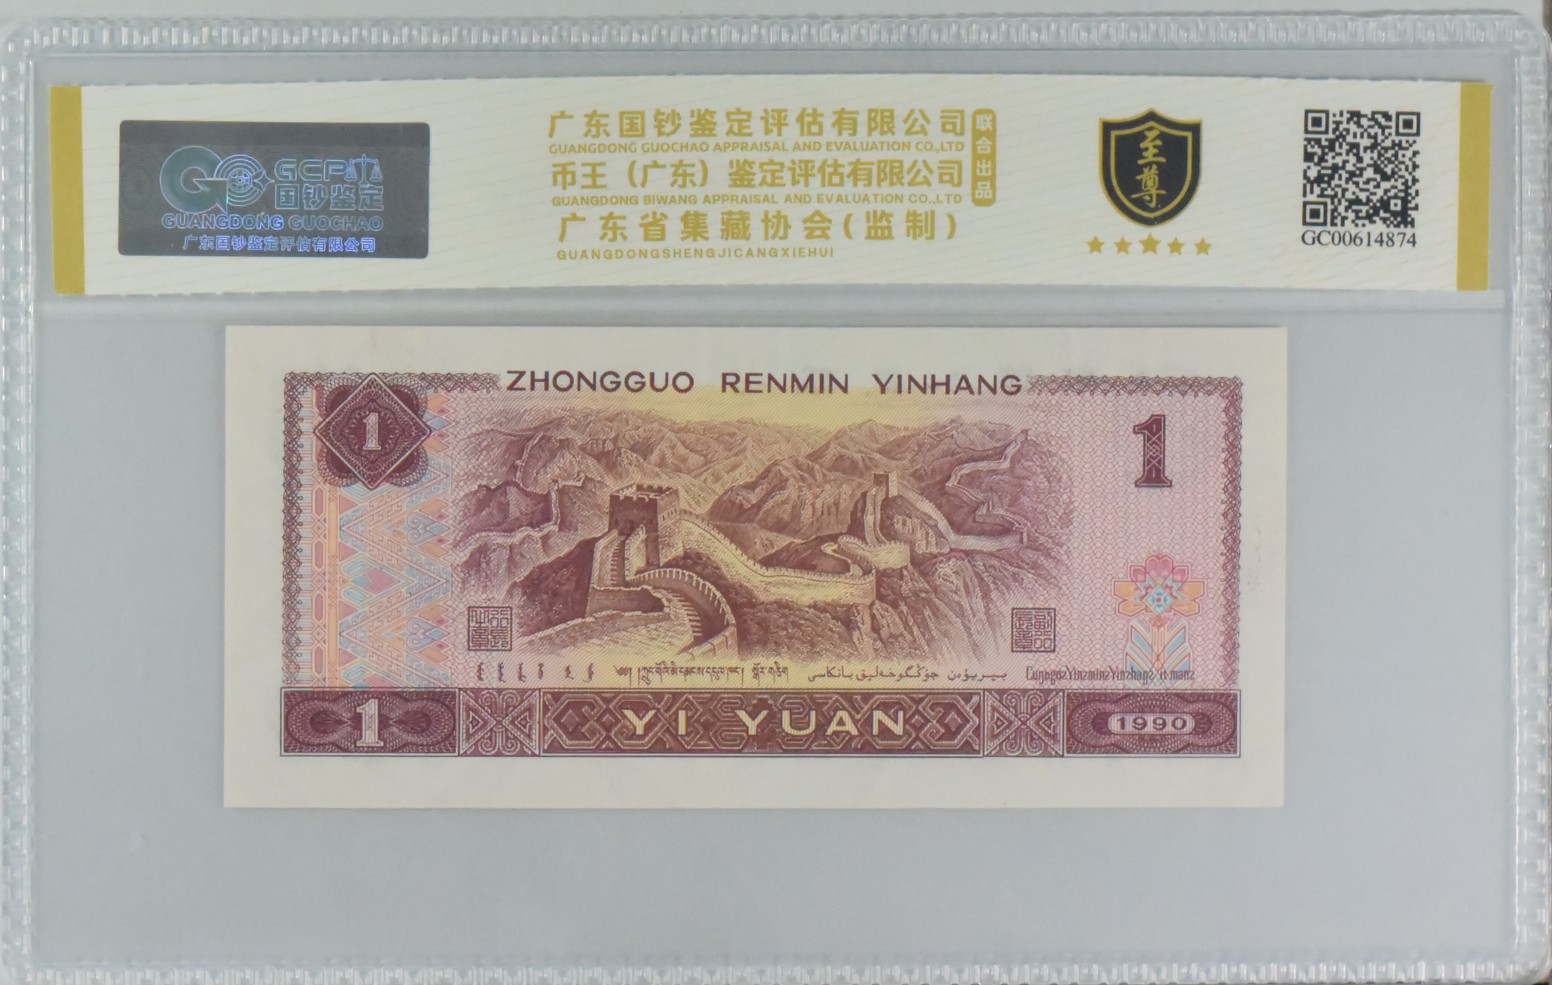 GCP
国钞鉴定
GUANGDONG GUOCHAO
广东国钞鉴定评估有限公司
广东国钞鉴定评估有限公司
GUANGDONG GUOCHAO APPRAISAL AND EVALUATION CO.,LTD
币王（广东）鉴定评估有限公司
GUANGDONG BIWANG APPRAISAL AND EVALUATION CO.,LTD
广东省集藏协会(监制)
GUANGDONGSHENGJICANGXIEHUI
联合出品
至尊
GC00614874
ZHONGGUO RENMIN YINHANG
1
1
1
YI YUAN
1990